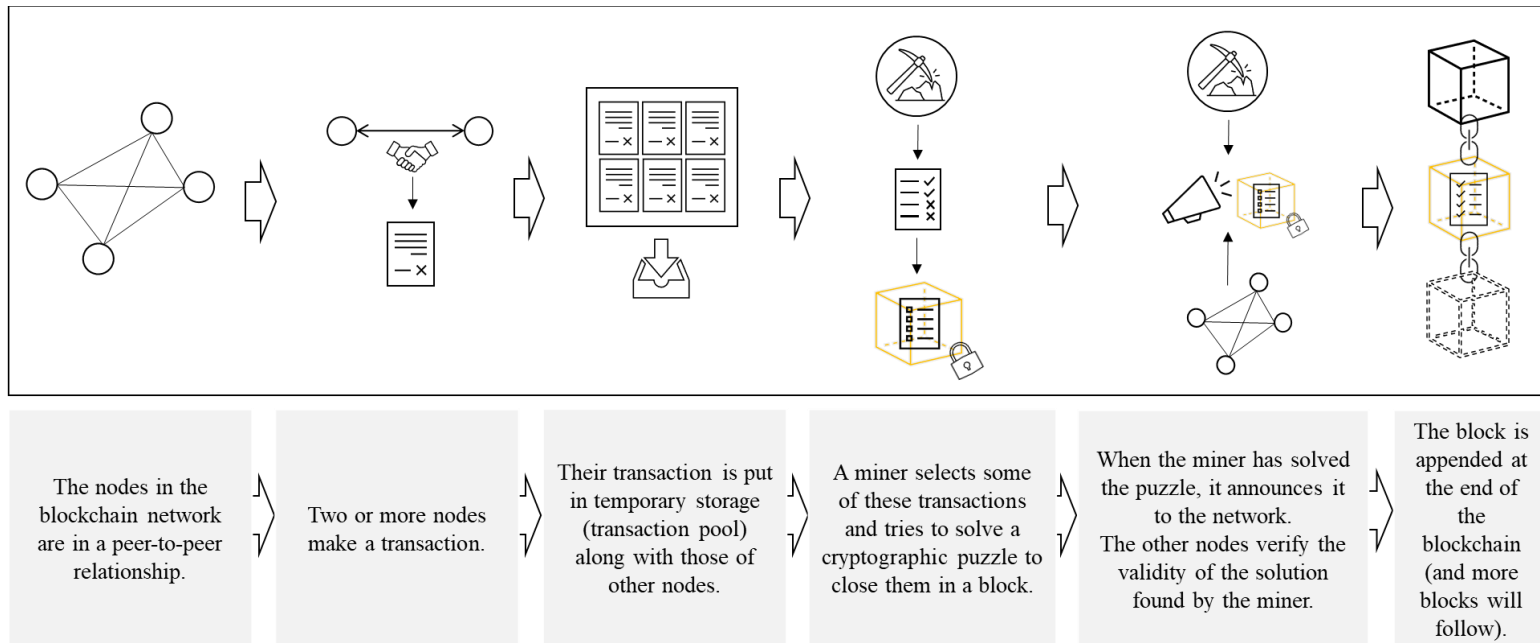 The nodes in the
blockchain network
are in a peer-to-peer
relationship.
Two or more nodes
make a transaction.
Their transaction is put
in temporary storage
(transaction pool)
along with those of
other nodes.
A miner selects some
of these transactions
and tries to solve a
cryptographic puzzle to
close them in a block.
When the miner has solved
the puzzle, it announces it
to the network.
The other nodes verify the
validity of the solution
found by the miner.
The block is
appended at
the end of
the
blockchain
(and more
blocks will
follow).